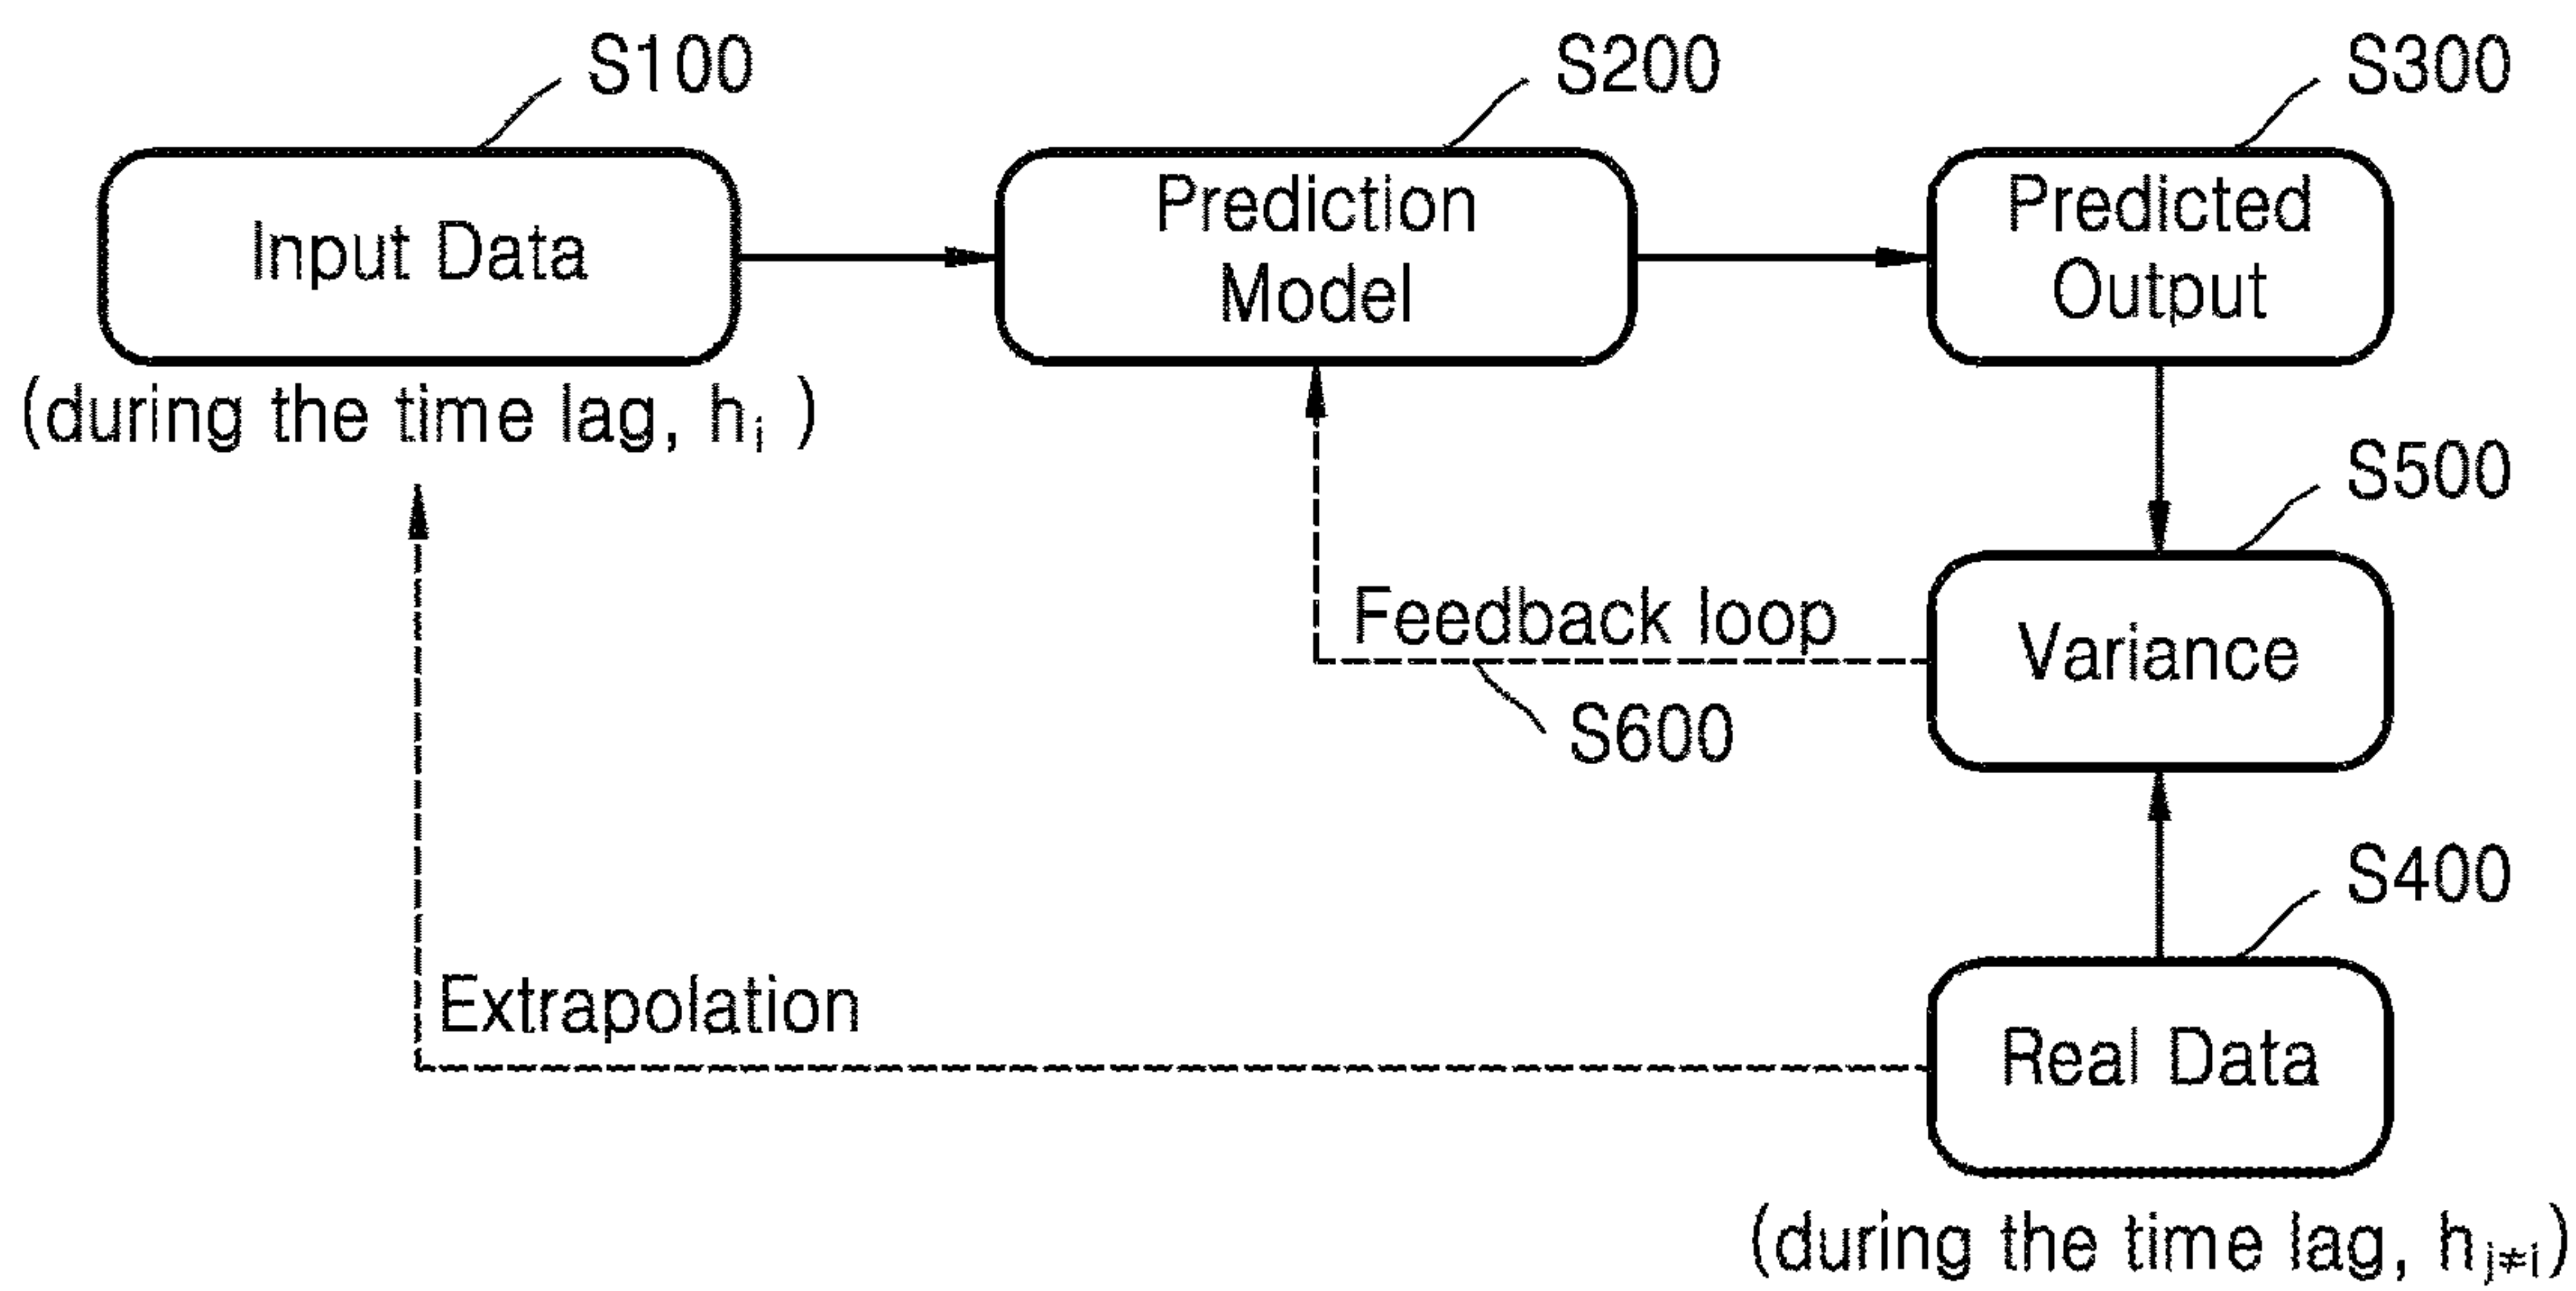 S100
S200
S300
Input Data
Prediction
Model
Predicted
Output
(during the time lag, hᵢ )
S500
Feedback loop
Variance
S600
S400
Extrapolation
Real Data
(during the time lag, hⱼ≠ᵢ)